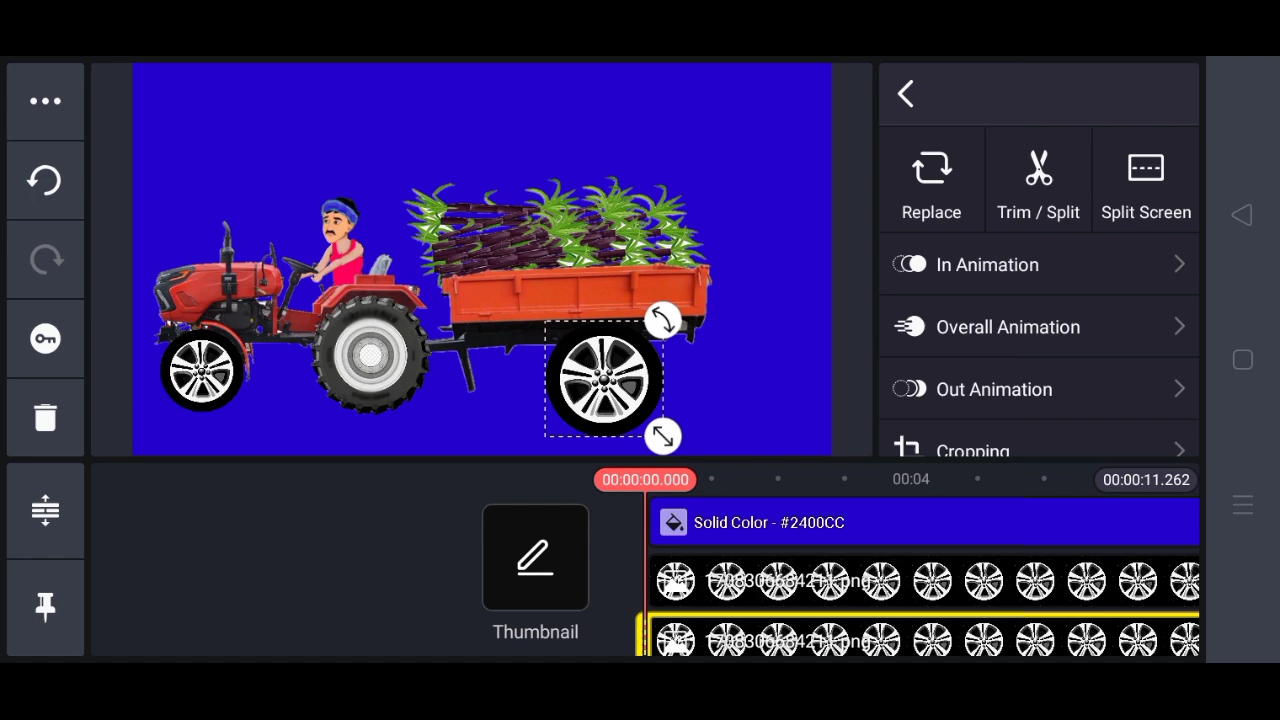 Replace
Trim / Split
Split Screen
In Animation
Overall Animation
Out Animation
Cropping
00:00:00.000
00:04
00:00:11.262
Solid Color - #2400CC
Thumbnail